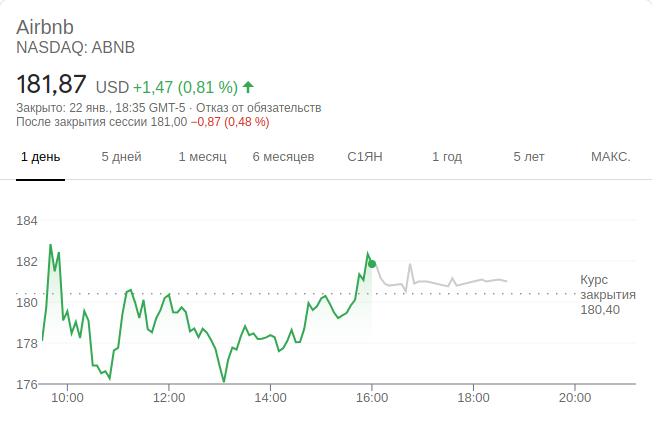 Airbnb
NASDAQ: ABNB
181,87 USD +1,47 (0,81 %)
Закрыто: 22 янв., 18:35 GMT-5 · Отказ от обязательств
После закрытия сессии 181,00 −0,87 (0,48 %)
1 день 5 дней 1 месяц 6 месяцев С1ЯН 1 год 5 лет МАКС.
184
182
Курс
закрытия
180,40
180
178
176
10:00 12:00 14:00 16:00 18:00 20:00